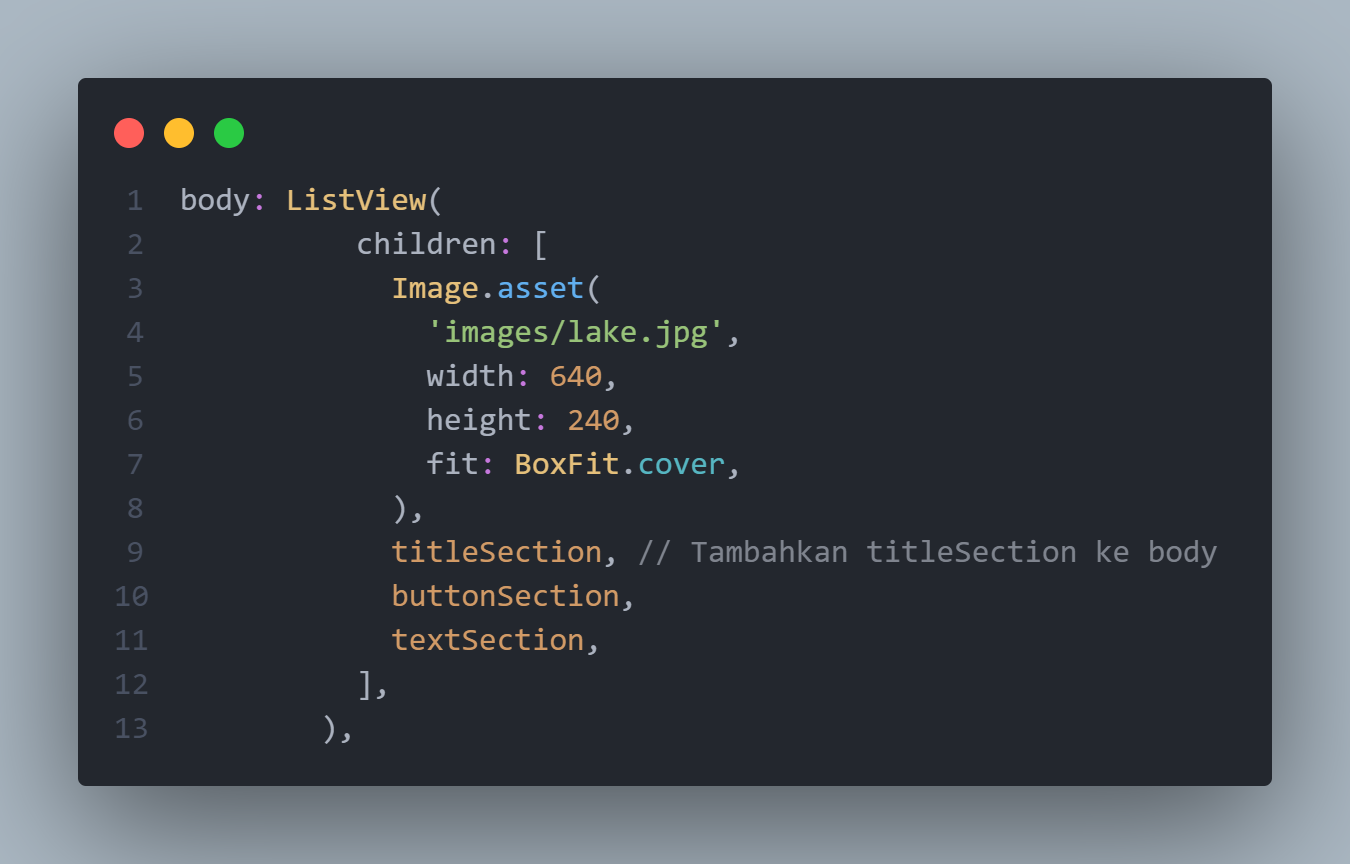 1 body: ListView(
2 children: [
3 Image.asset(
4 'images/lake.jpg',
5 width: 640,
6 height: 240,
7 fit: BoxFit.cover,
8 ),
9 titleSection, // Tambahkan titleSection ke body
10 buttonSection,
11 textSection,
12 ],
13 ),